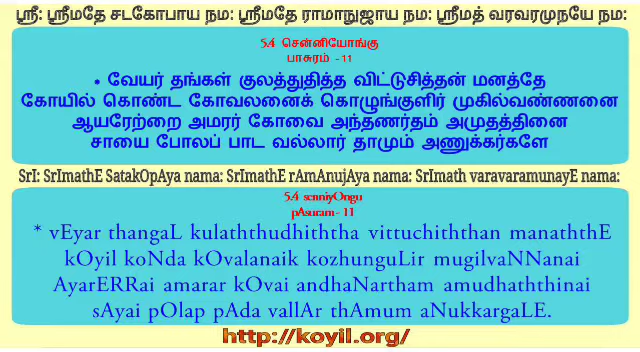 ஸ்ரீ: ஸ்ரீமதே சடகோபாய நம: ஸ்ரீமதே ராமாநுஜாய நம: ஸ்ரீமத் வரவரமுநயே நம:
5.4 சென்னியோங்கு
பாசுரம் - 11
* வேயர் தங்கள் குலத்துதித்த விட்டுசித்தன் மனத்தே
கோயில் கொண்ட கோவலனைக் கொழுங்குளிர் முகில்வண்ணனை
ஆயரேற்றை அமரர் கோவை அந்தணர்தம் அமுதத்தினை
சாயை போலப் பாட வல்லார் தாமும் அணுக்கர்களே
SrI: SrImathE SatakOpAya nama: SrImathE rAmAnujAya nama: SrImath varavaramunayE nama:
5.4 senniyOngu
pAsuram - 11
* vEyar thangaL kulaththudhiththa vittuchiththan manaththE
kOyil koNda kOvalanaik kozhunguLir mugilvaNNanai
AyarERRai amarar kOvai andhaNartham amudhaththinai
sAyai pOlap pAda vallAr thAmum aNukkargaLE.
http://koyil.org/